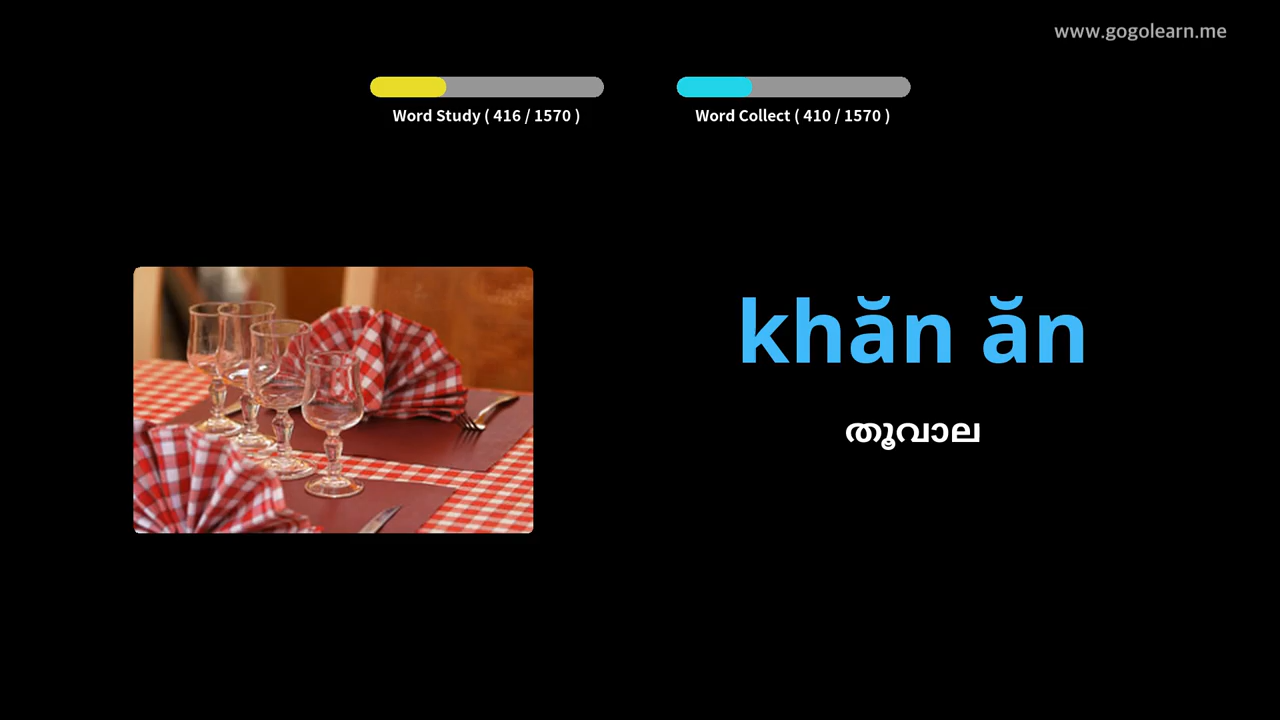 www.gogolearn.me
Word Study ( 416 / 1570 )
Word Collect ( 410 / 1570 )
khăn ăn
തൂവാല